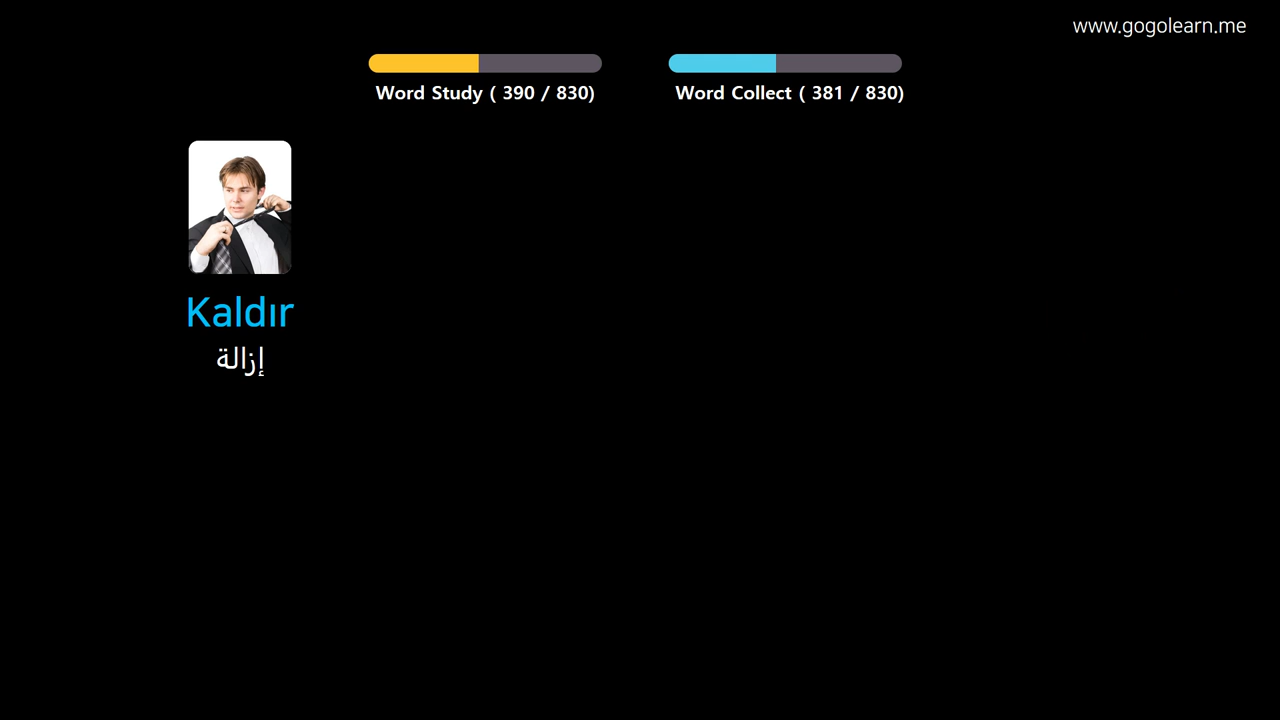 www.gogolearn.me
Word Study ( 390 / 830)
Word Collect ( 381 / 830)
Kaldır
إزالة